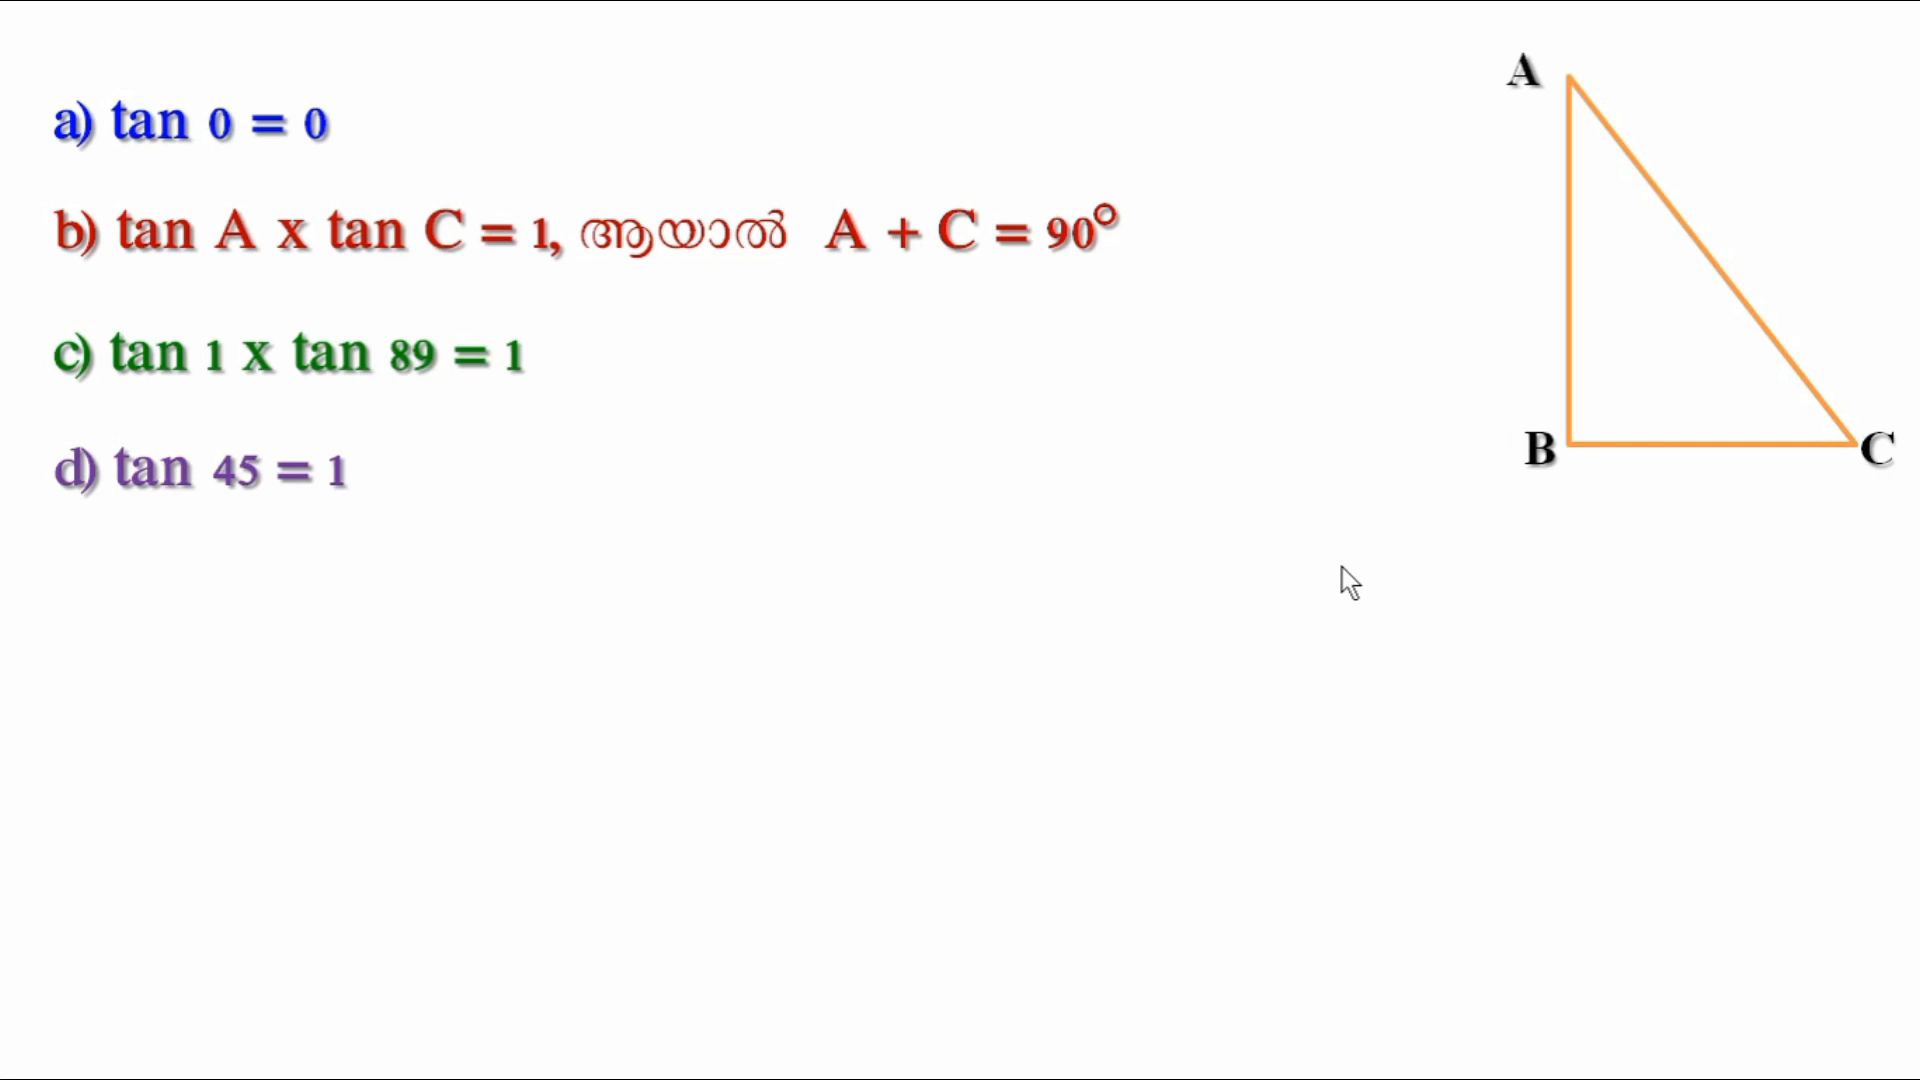 a) tan 0 = 0
b) tan A x tan C = 1, ആയാൽ A + C = 90°
c) tan 1 x tan 89 = 1
d) tan 45 = 1
A
B
C